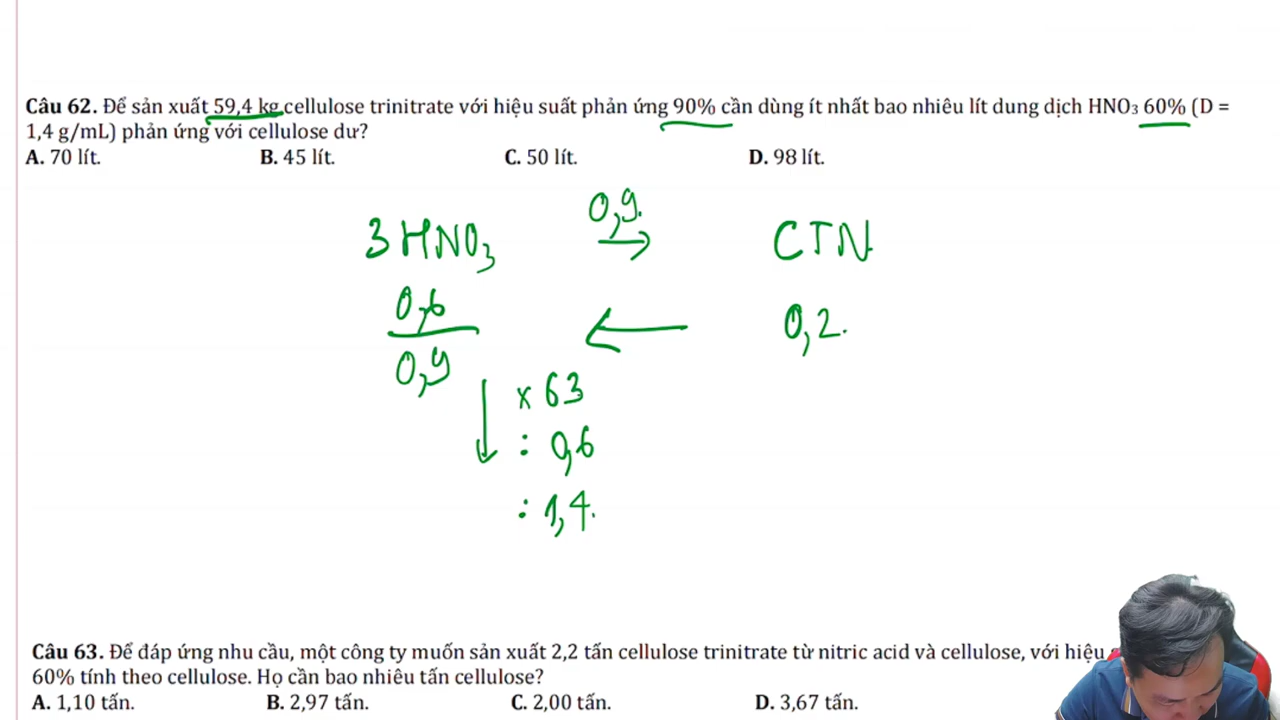 Câu 62. Để sản xuất 59,4 kg cellulose trinitrate với hiệu suất phản ứng 90% cần dùng ít nhất bao nhiêu lít dung dịch HNO₃ 60% (D =
1,4 g/mL) phản ứng với cellulose dư?
A. 70 lít. B. 45 lít. C. 50 lít. D. 98 lít.
0,9.
3HNO₃ → CTN
0,6 ← 0,2.
0,9
x 63
: 0,6
: 1,4.
Câu 63. Để đáp ứng nhu cầu, một công ty muốn sản xuất 2,2 tấn cellulose trinitrate từ nitric acid và cellulose, với hiệu
60% tính theo cellulose. Họ cần bao nhiêu tấn cellulose?
A. 1,10 tấn. B. 2,97 tấn. C. 2,00 tấn. D. 3,67 tấn.